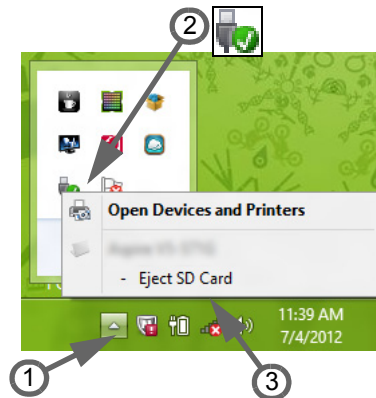 2
Open Devices and Printers
- Eject SD Card
11:39 AM
7/4/2012
1
3